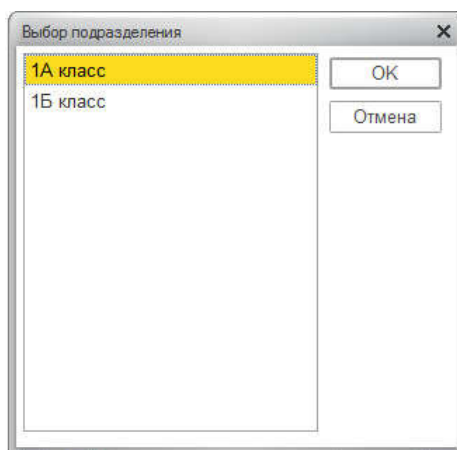 Выбор подразделения
1А класс
1Б класс
OK
Отмена